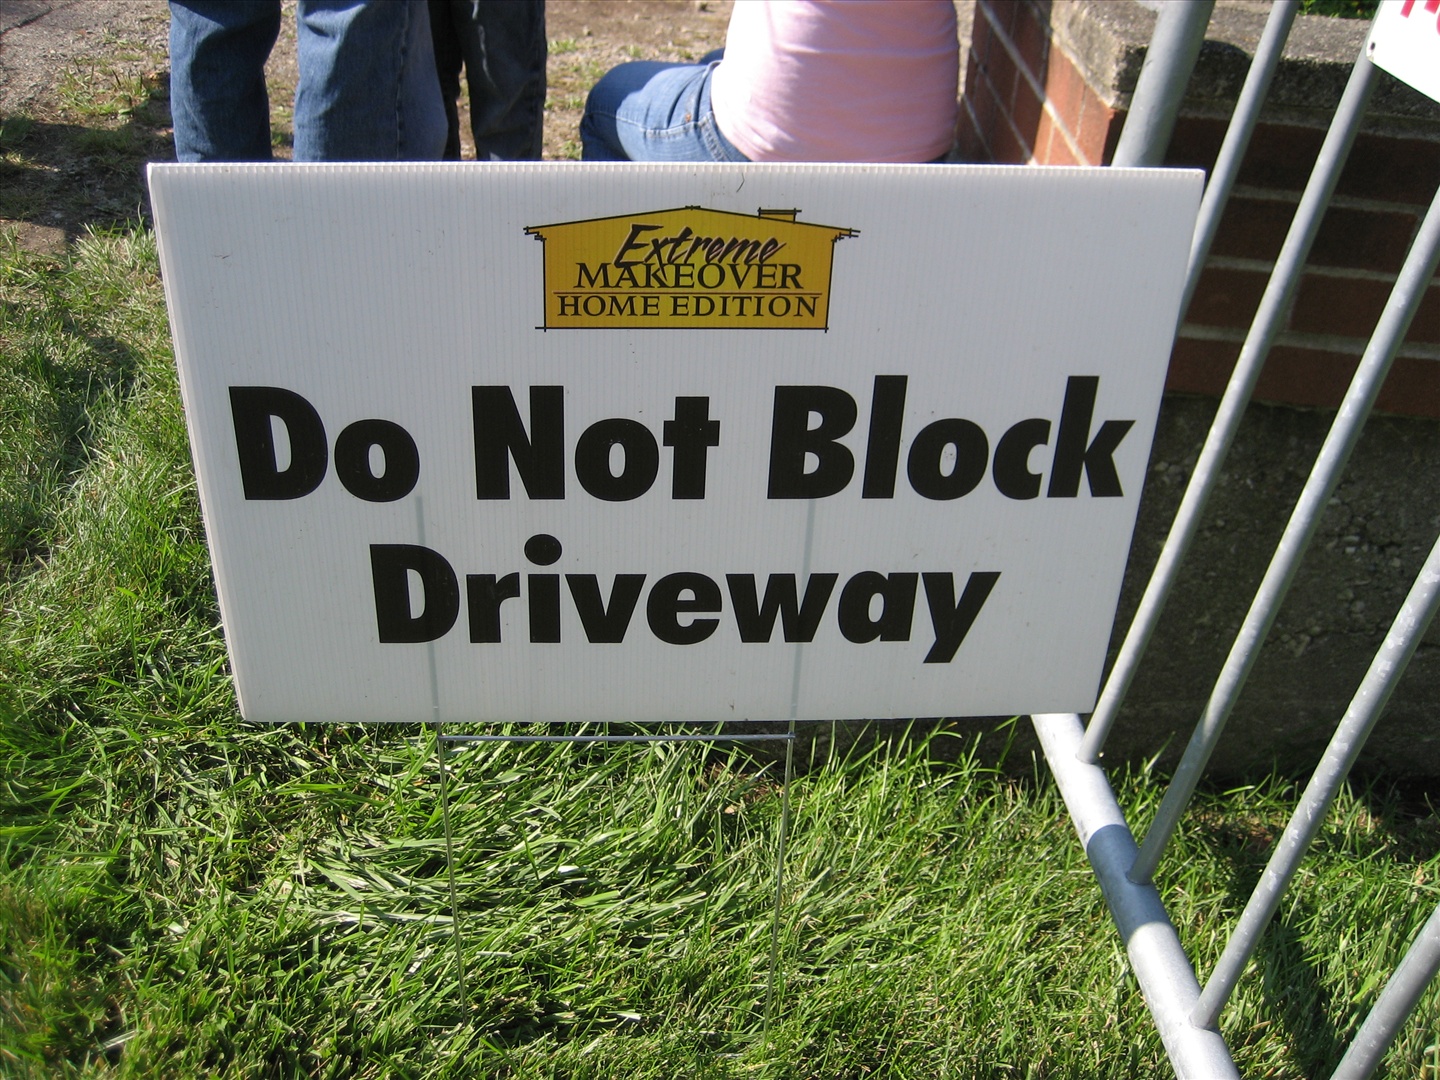 Extreme
MAKEOVER
HOME EDITION
Do Not Block
Driveway